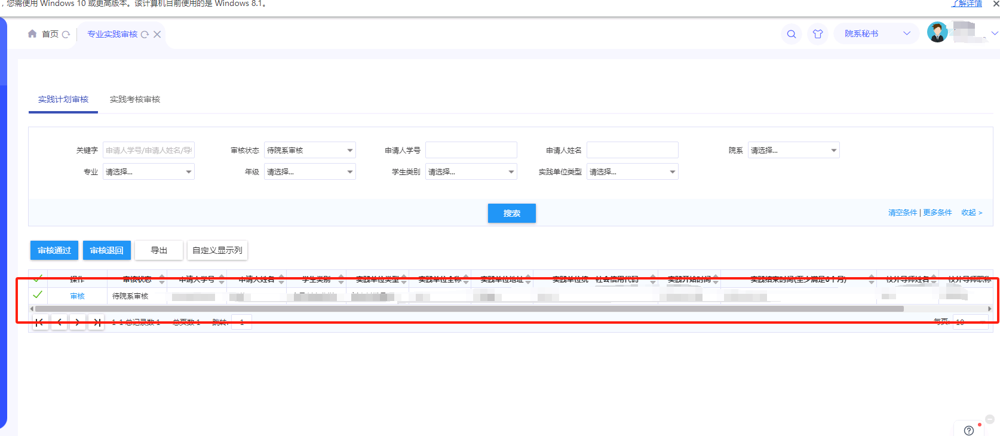 ，您需使用 Windows 10 或更高版本。该计算机目前使用的是 Windows 8.1。 了解详情
首页 专业实践审核 院系秘书
实践计划审核 实践考核审核
关键字 申请人学号/申请人姓名/导 审核状态 待院系审核 申请人学号 申请人姓名 院系 请选择...
专业 请选择... 年级 请选择... 学生类别 请选择... 实践单位类型 请选择...
搜索 清空条件 | 更多条件 收起 >
审核通过 审核退回 导出 自定义显示列
操作 审核状态 申请人学号 申请人姓名 学生类别 实践单位类型 实践单位全称 实践单位地址 实践单位统一社会信用代码 实践开始时间 实践结束时间(至少满足6个月) 校外导师姓名 校外导师职称
审核 待院系审核
1-1 总记录数 1 总页数 1 跳转: 1 每页: 10